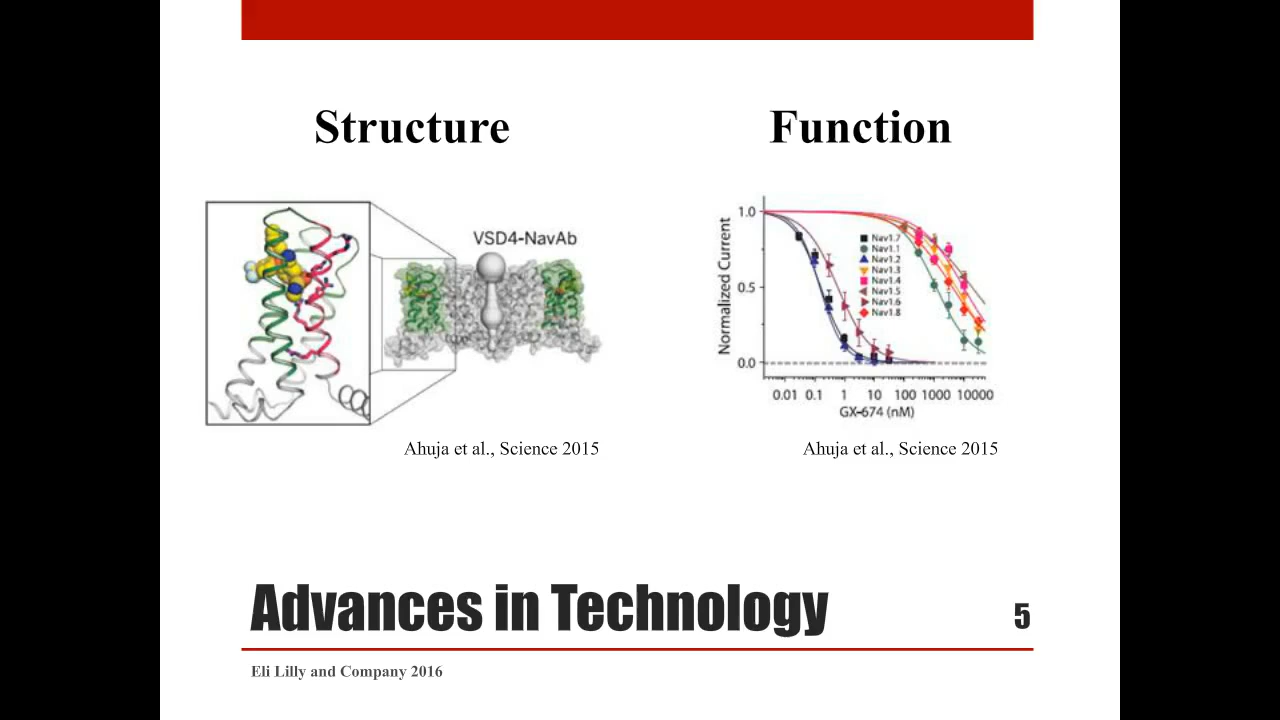 Structure
Function
VSD4-NavAb
Normalized Current
1.0
0.5
0.0
Nav1.7
Nav1.1
Nav1.2
Nav1.3
Nav1.4
Nav1.5
Nav1.6
Nav1.8
0.01 0.1 1 10 100 1000 10000
GX-674 (nM)
Ahuja et al., Science 2015
Ahuja et al., Science 2015
Advances in Technology
5
Eli Lilly and Company 2016